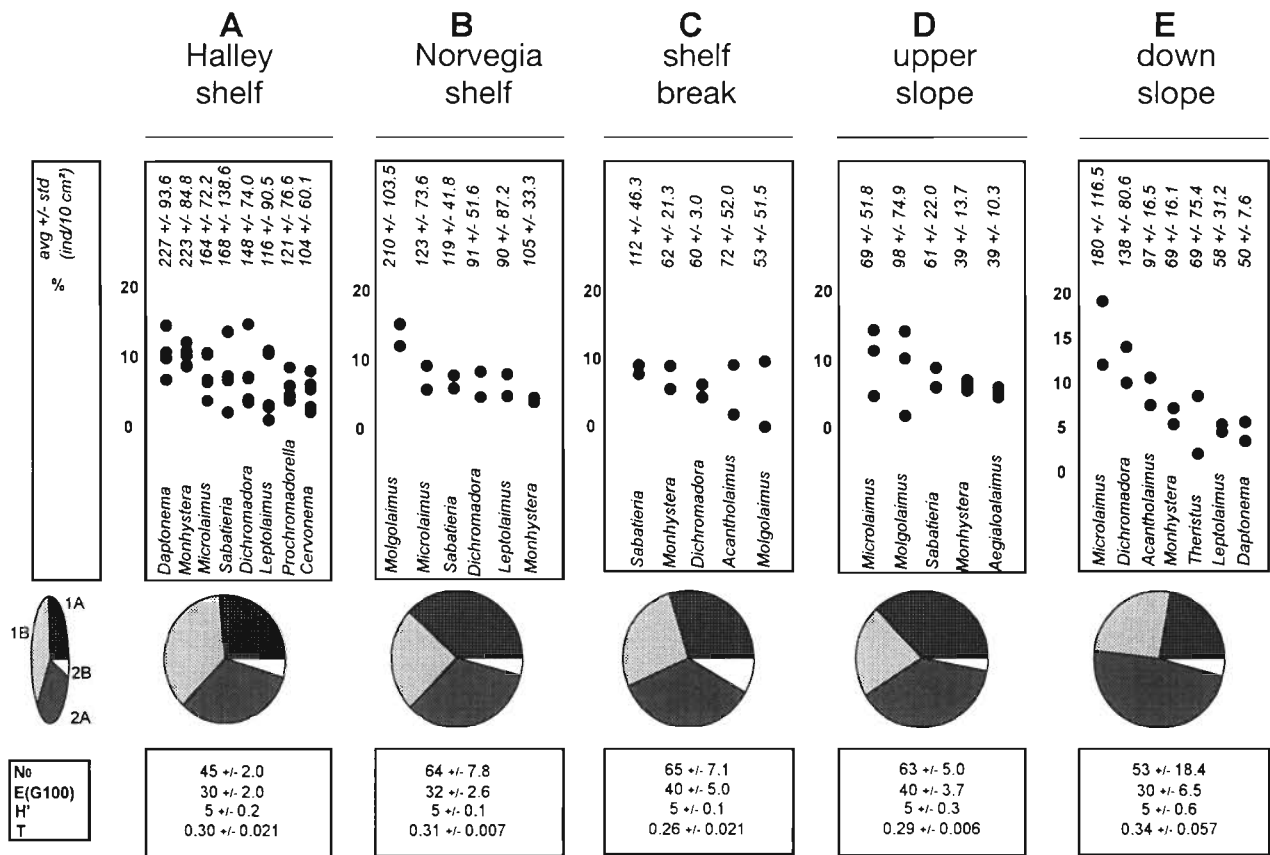 A
Halley
shelf
B
Norvegia
shelf
C
shelf
break
D
upper
slope
E
down
slope
avg +/- std
(ind/10 cm²)
%
227 +/- 93.6
223 +/- 84.8
164 +/- 72.2
168 +/- 138.6
148 +/- 74.0
116 +/- 90.5
121 +/- 76.6
104 +/- 60.1
20
10
0
Daptonema
Monhystera
Microlaimus
Sabatieria
Dichromadora
Leptolaimus
Prochromadorella
Cervonema
210 +/- 103.5
123 +/- 73.6
119 +/- 41.8
91 +/- 51.6
90 +/- 87.2
105 +/- 33.3
20
10
0
Molgolaimus
Microlaimus
Sabatieria
Dichromadora
Leptolaimus
Monhystera
112 +/- 46.3
62 +/- 21.3
60 +/- 3.0
72 +/- 52.0
53 +/- 51.5
20
10
0
Sabatieria
Monhystera
Dichromadora
Acantholaimus
Molgolaimus
69 +/- 51.8
98 +/- 74.9
61 +/- 22.0
39 +/- 13.7
39 +/- 10.3
20
10
0
Microlaimus
Molgolaimus
Sabatieria
Monhystera
Aegialoalaimus
180 +/- 116.5
138 +/- 80.6
97 +/- 16.5
69 +/- 16.1
69 +/- 75.4
58 +/- 31.2
50 +/- 7.6
20
15
10
5
0
Microlaimus
Dichromadora
Acantholaimus
Monhystera
Theristus
Leptolaimus
Daptonema
1A
1B
2B
2A
N0
E(G100)
H'
T
45 +/- 2.0
30 +/- 2.0
5 +/- 0.2
0.30 +/- 0.021
64 +/- 7.8
32 +/- 2.6
5 +/- 0.1
0.31 +/- 0.007
65 +/- 7.1
40 +/- 5.0
5 +/- 0.1
0.26 +/- 0.021
63 +/- 5.0
40 +/- 3.7
5 +/- 0.3
0.29 +/- 0.006
53 +/- 18.4
30 +/- 6.5
5 +/- 0.6
0.34 +/- 0.057